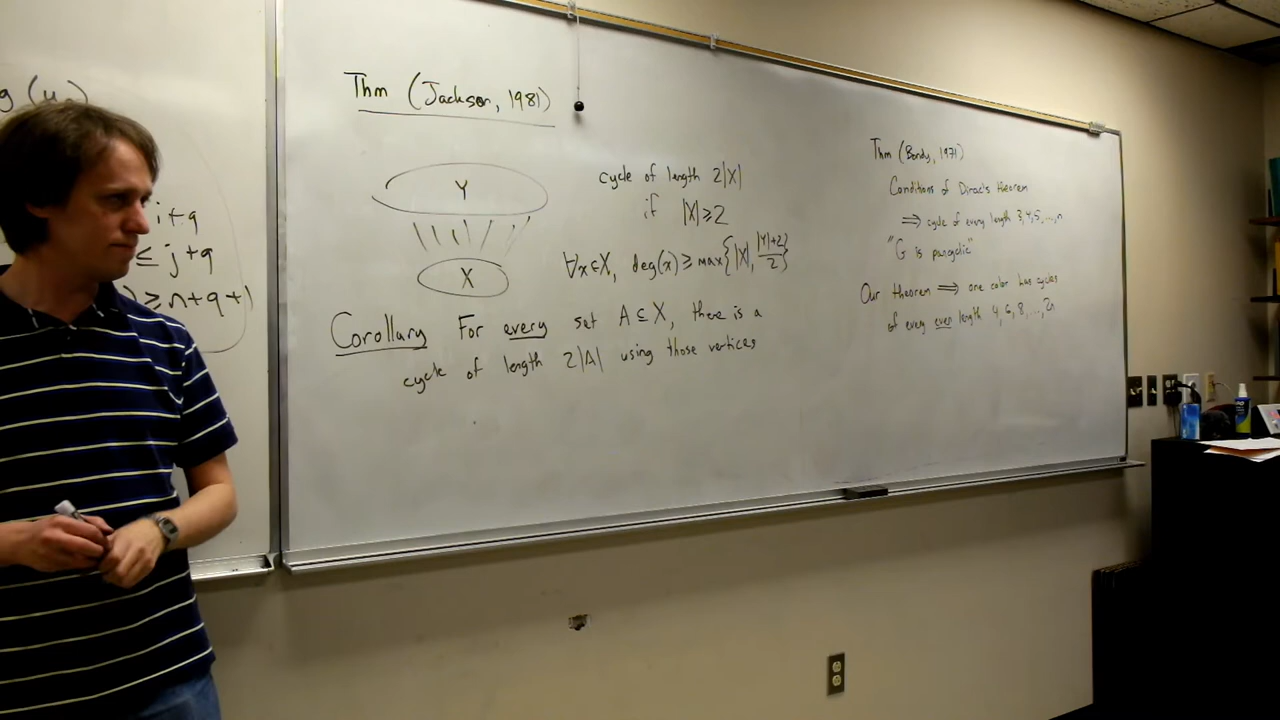 g (u)
i+q
≤ j+q
) ≥ n+q+1
Thm (Jackson, 1981)
Y
X
cycle of length 2|X|
if |X| ≥ 2
∀x∈X, deg(x) ≥ max{|X|, |Y|+2/2}
Corollary For every set A ⊆ X, there is a
cycle of length 2|A| using those vertices
Thm (Bondy, 1971)
Conditions of Dirac's theorem
⟹ cycle of every length 3,4,5,...,n
"G is pancyclic"
Our theorem ⟹ one color has cycles
of every even length 4, 6, 8, ..., 2n